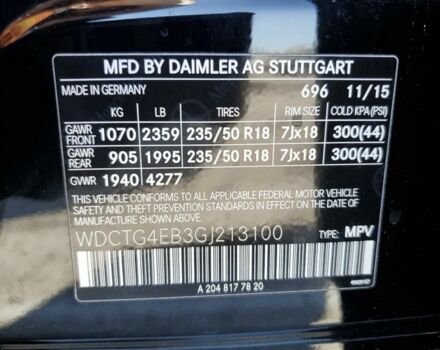 MFD BY DAIMLER AG STUTTGART
MADE IN GERMANY 696 11/15
KG LB TIRES RIM SIZE COLD KPA/(PSI)
GAWR FRONT 1070 2359 235/50 R18 7Jx18 300(44)
GAWR REAR 905 1995 235/50 R18 7Jx18 300(44)
GVWR 1940 4277
THIS VEHICLE CONFORMS TO ALL APPLICABLE FEDERAL MOTOR VEHICLE
SAFETY STANDARDS IN EFFECT ON THE DATE OF MANUFACTURE SHOWN ABOVE.
WDCTG4EB3GJ213100 TYPE: MPV
A 204 817 78 20